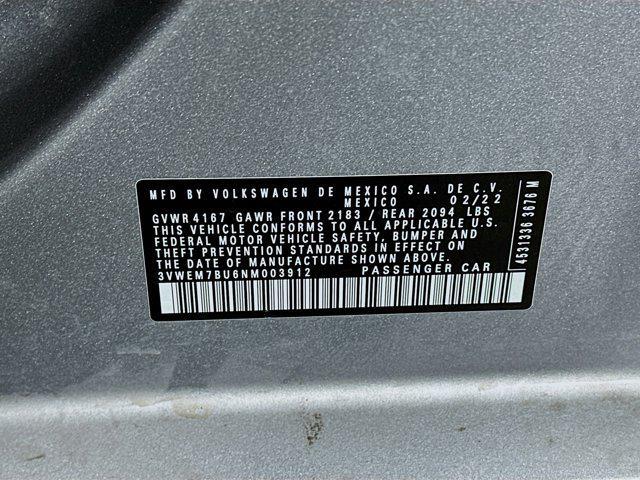 MFD BY VOLKSWAGEN DE MEXICO S.A. DE C.V.
MEXICO 02/22
GVWR4167 GAWR FRONT 2183 / REAR 2094 LBS
THIS VEHICLE CONFORMS TO ALL APPLICABLE U.S.
FEDERAL MOTOR VEHICLE SAFETY, BUMPER AND
THEFT PREVENTION STANDARDS IN EFFECT ON
THE DATE OF MANUFACTURE SHOWN ABOVE.
3VWEM7BU6NM003912 PASSENGER CAR
4531336 3676 M